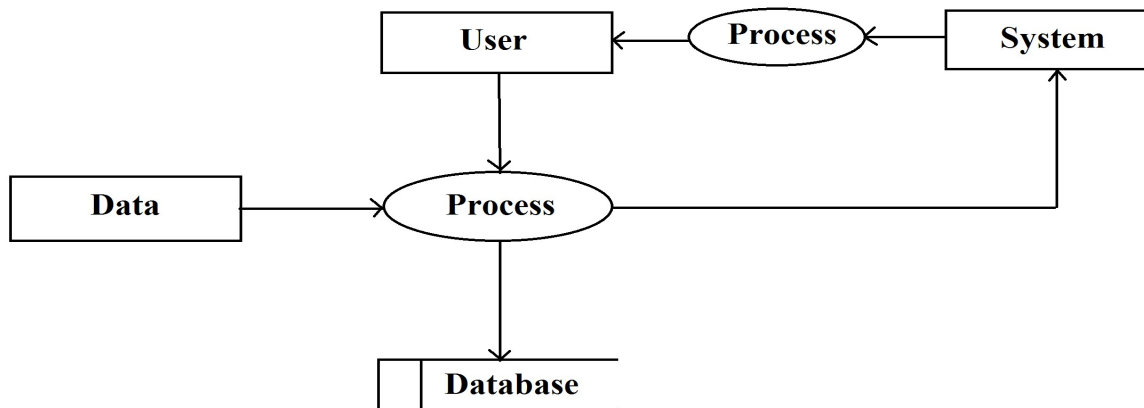 User
Process
System
Data
Process
Database